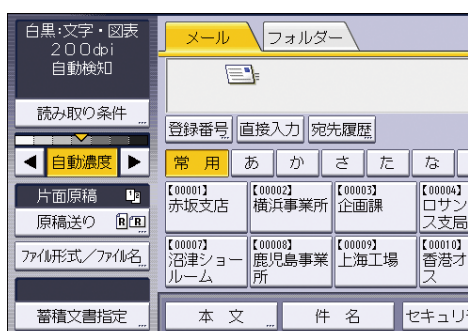 白黒:文字・図表
200dpi
自動検知
読み取り条件
自動濃度
片面原稿
原稿送り
ファイル形式/ファイル名
蓄積文書指定
メール
フォルダー
登録番号
直接入力
宛先履歴
常用
あ
か
さ
た
な
【00001】
赤坂支店
【00002】
横浜事業所
【00003】
企画課
【00004】
ロサン
ス支局
【00007】
沼津ショー
ルーム
【00008】
鹿児島事業
所
【00009】
上海工場
【00010】
香港オ
ス
本文
件名
セキュリ